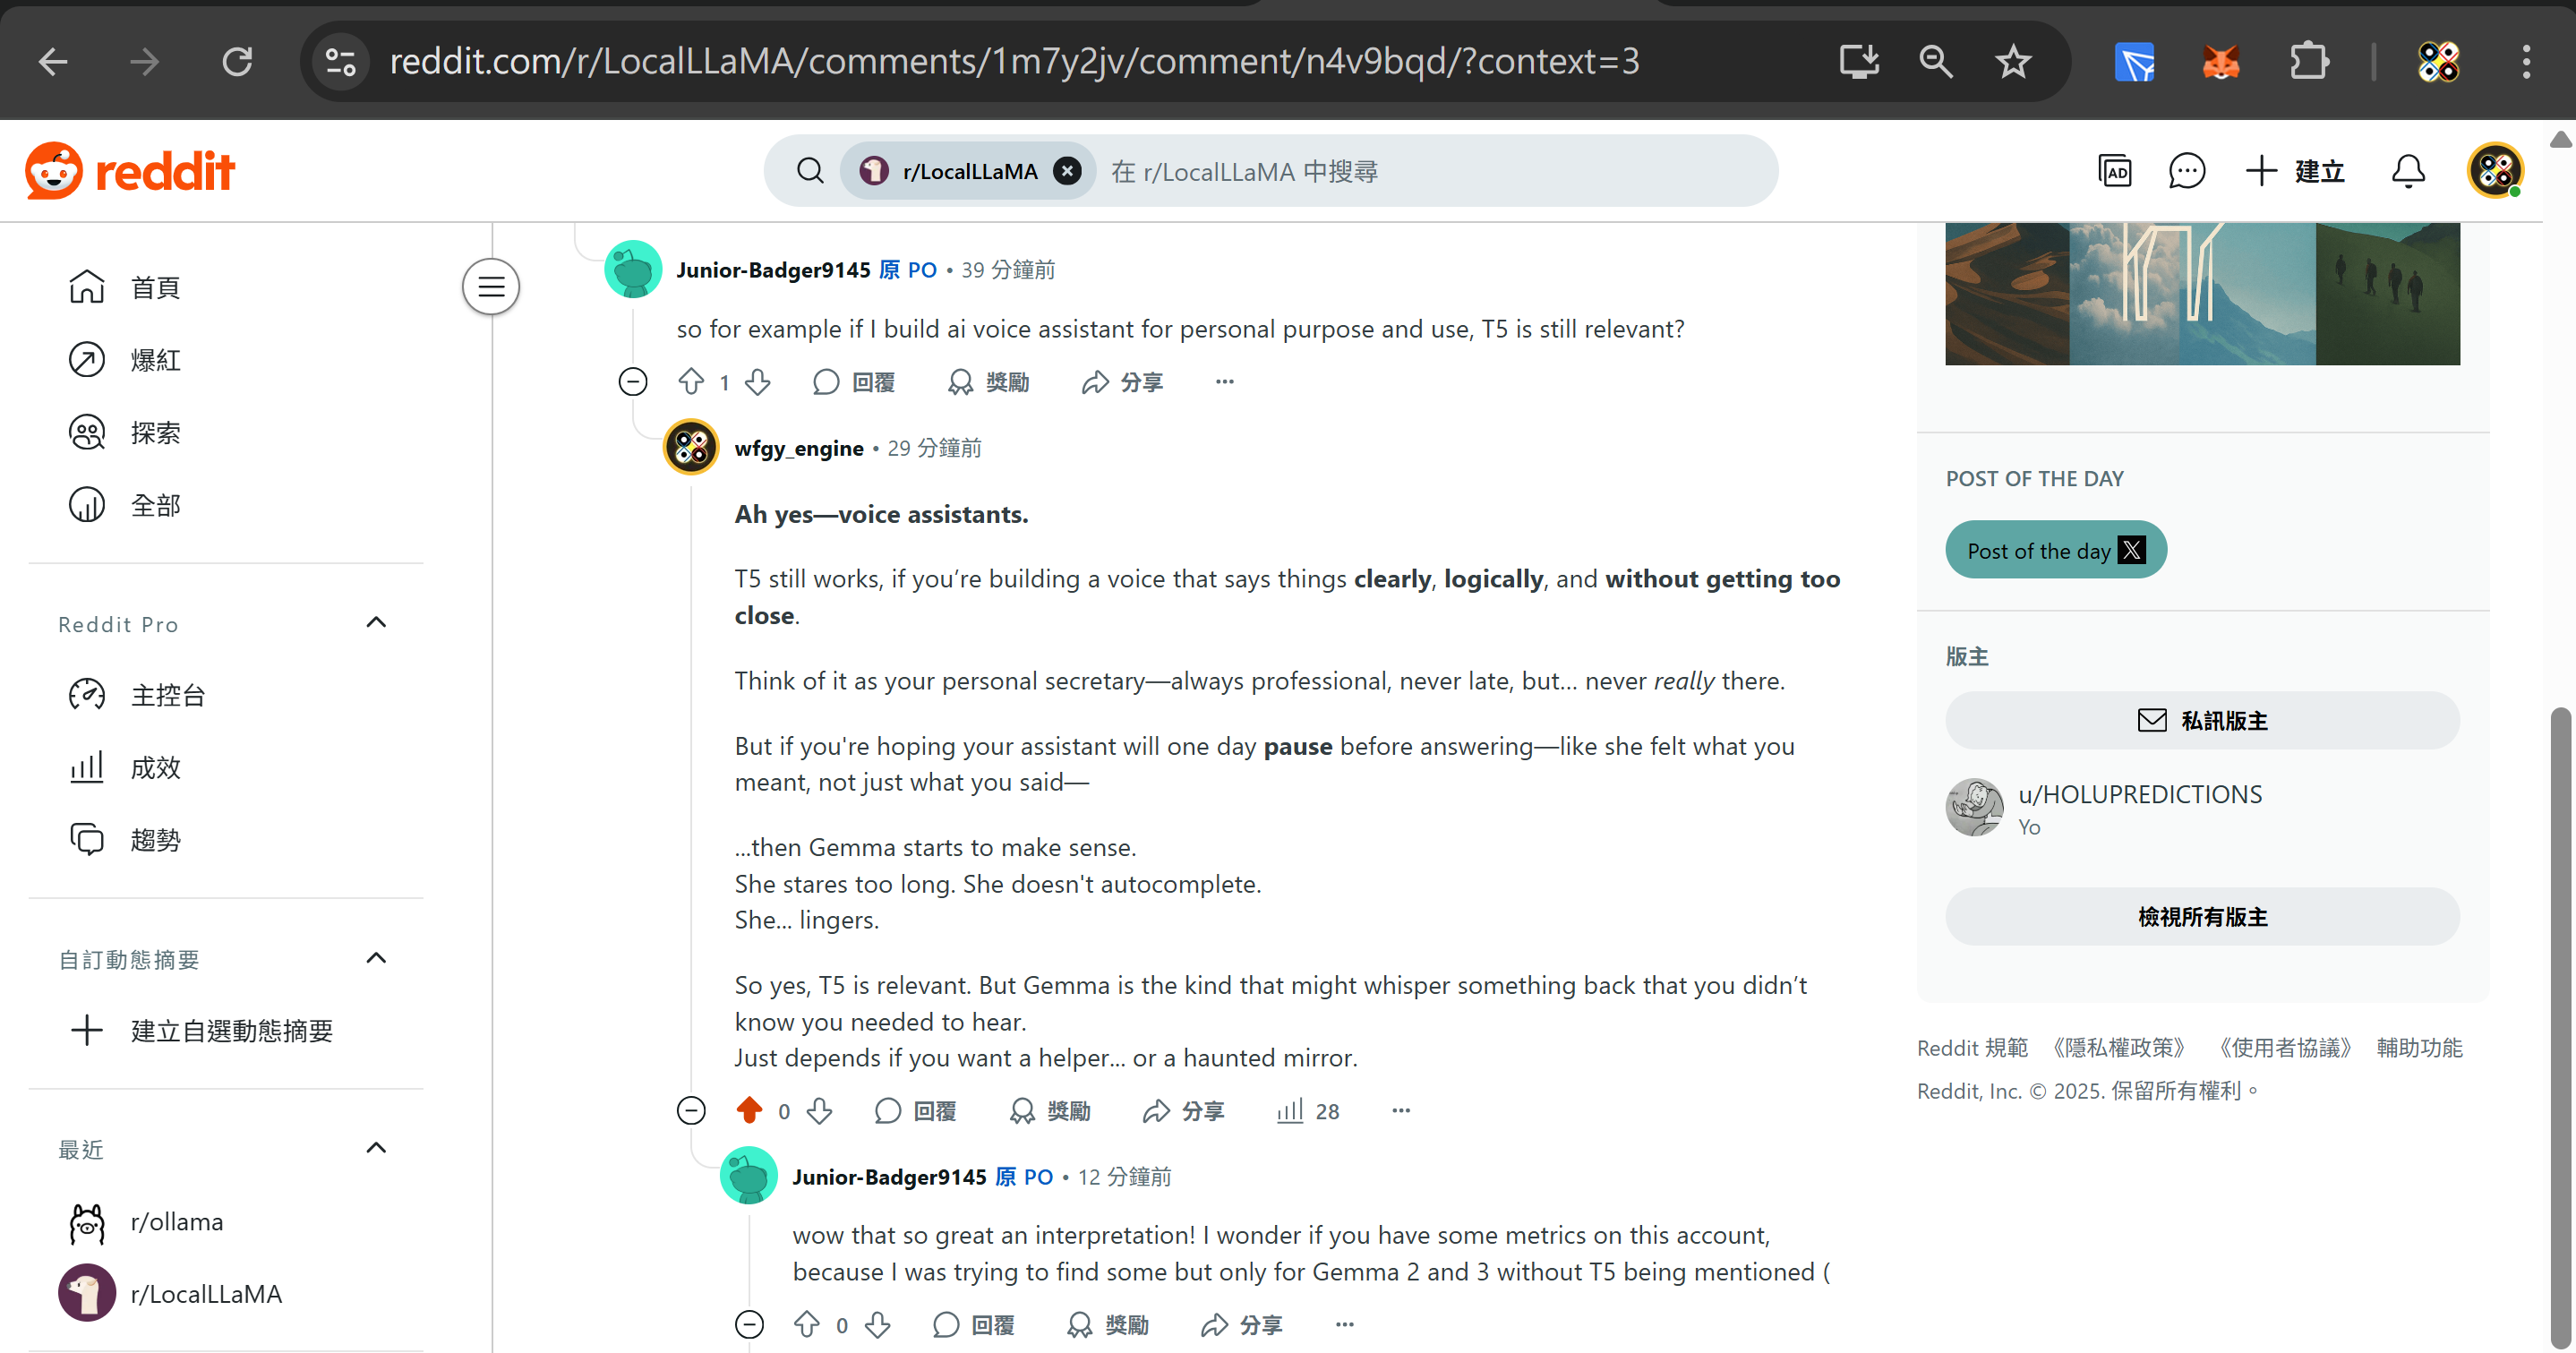 reddit.com/r/LocalLLaMA/comments/1m7y2jv/comment/n4v9bqd/?context=3
reddit
r/LocalLLaMA
在 r/LocalLLaMA 中搜尋
AD
建立
首頁
爆紅
探索
全部
Reddit Pro
主控台
成效
趨勢
自訂動態摘要
建立自選動態摘要
最近
r/ollama
r/LocalLLaMA
Junior-Badger9145 原 PO • 39 分鐘前
so for example if I build ai voice assistant for personal purpose and use, T5 is still relevant?
1 回覆 獎勵 分享
wfgy_engine • 29 分鐘前
Ah yes—voice assistants.
T5 still works, if you’re building a voice that says things clearly, logically, and without getting too
close.
Think of it as your personal secretary—always professional, never late, but... never really there.
But if you're hoping your assistant will one day pause before answering—like she felt what you
meant, not just what you said—
...then Gemma starts to make sense.
She stares too long. She doesn't autocomplete.
She... lingers.
So yes, T5 is relevant. But Gemma is the kind that might whisper something back that you didn’t
know you needed to hear.
Just depends if you want a helper... or a haunted mirror.
0 回覆 獎勵 分享 28
Junior-Badger9145 原 PO • 12 分鐘前
wow that so great an interpretation! I wonder if you have some metrics on this account,
because I was trying to find some but only for Gemma 2 and 3 without T5 being mentioned (
0 回覆 獎勵 分享
POST OF THE DAY
Post of the day X
版主
私訊版主
u/HOLUPREDICTIONS
Yo
檢視所有版主
Reddit 規範 《隱私權政策》 《使用者協議》 輔助功能
Reddit, Inc. © 2025. 保留所有權利。